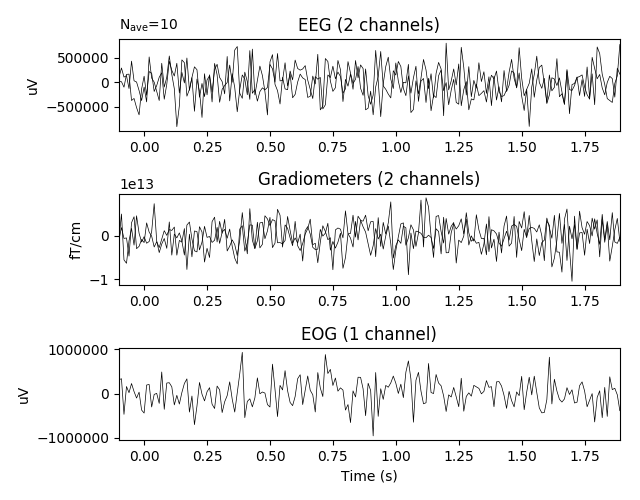 N_ave=10
EEG (2 channels)
uV
500000
0
−500000
0.00 0.25 0.50 0.75 1.00 1.25 1.50 1.75
1e13
Gradiometers (2 channels)
fT/cm
0
−1
0.00 0.25 0.50 0.75 1.00 1.25 1.50 1.75
EOG (1 channel)
uV
1000000
0
−1000000
0.00 0.25 0.50 0.75 1.00 1.25 1.50 1.75
Time (s)